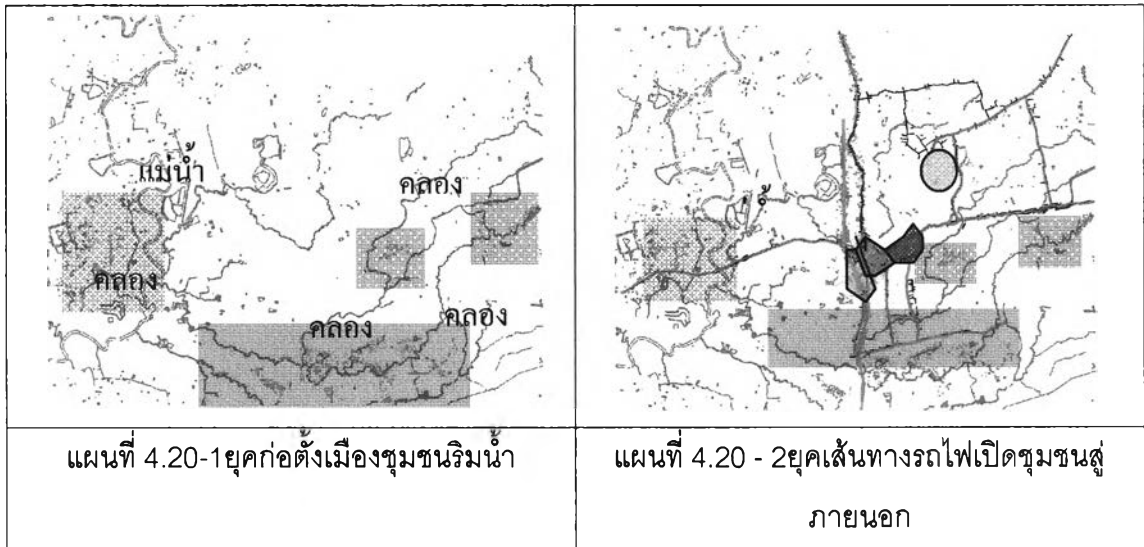 แม่น้ำ
คลอง
คลอง
คลอง
คลอง
แผนที่ 4.20-1ยุคก่อตั้งเมืองชุมชนริมน้ำ
แผนที่ 4.20 - 2ยุคเส้นทางรถไฟเปิดชุมชนสู่
ภายนอก